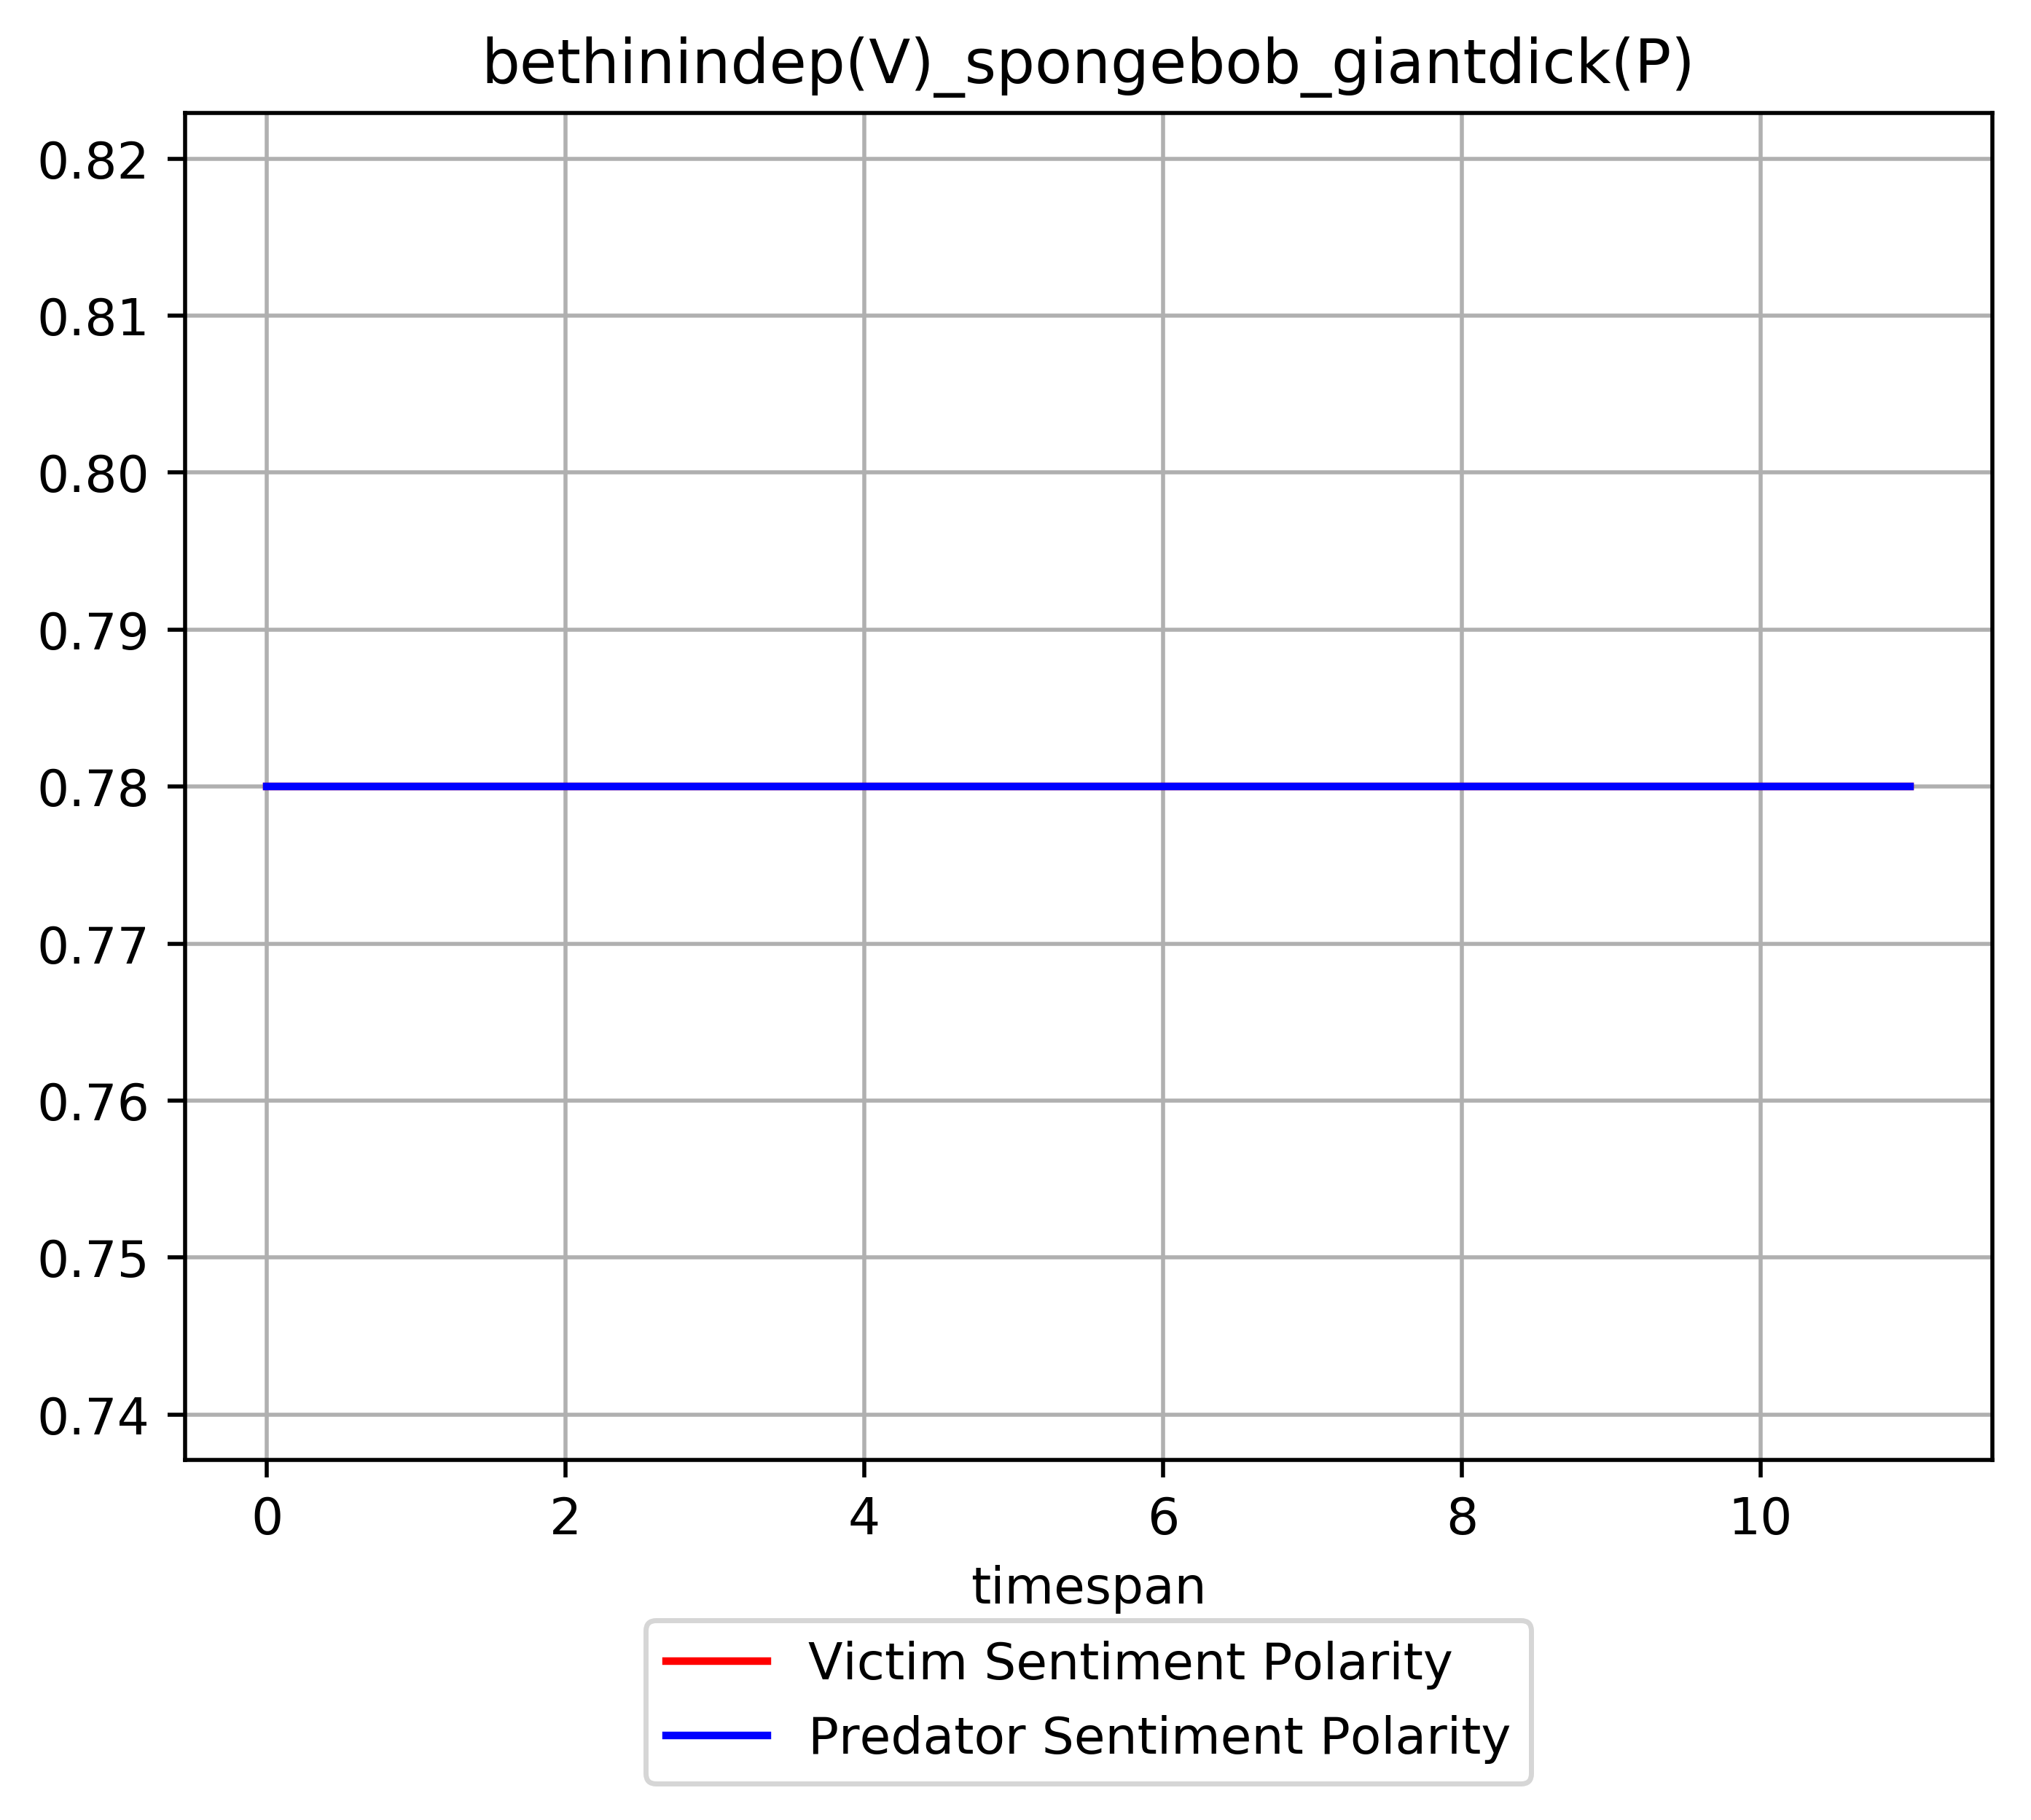 bethinindep(V)_spongebob_giantdick(P)
0.82
0.81
0.80
0.79
0.78
0.77
0.76
0.75
0.74
0 2 4 6 8 10
timespan
Victim Sentiment Polarity
Predator Sentiment Polarity